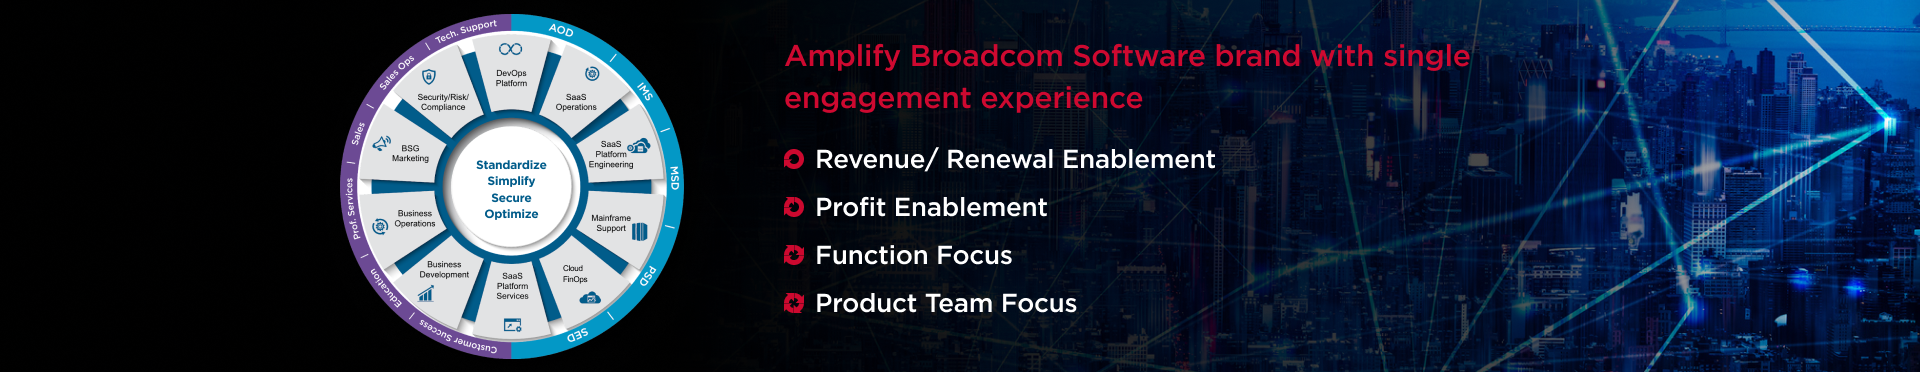 Tech. Support
AOD
Sales Ops
IMS
Sales
MSD
Prof. Services
PSD
Education
SED
Customer Success
DevOps
Platform
SaaS
Operations
SaaS
Platform
Engineering
Mainframe
Support
Cloud
FinOps
SaaS
Platform
Services
Business
Development
Business
Operations
BSG
Marketing
Security/Risk/
Compliance
Standardize
Simplify
Secure
Optimize
Amplify Broadcom Software brand with single
engagement experience
Revenue/ Renewal Enablement
Profit Enablement
Function Focus
Product Team Focus